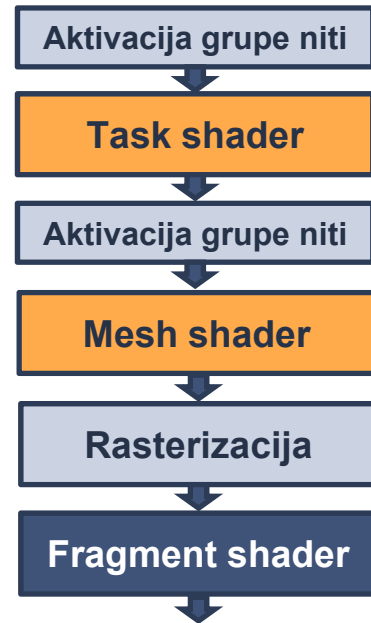 Aktivacija grupe niti
Task shader
Aktivacija grupe niti
Mesh shader
Rasterizacija
Fragment shader